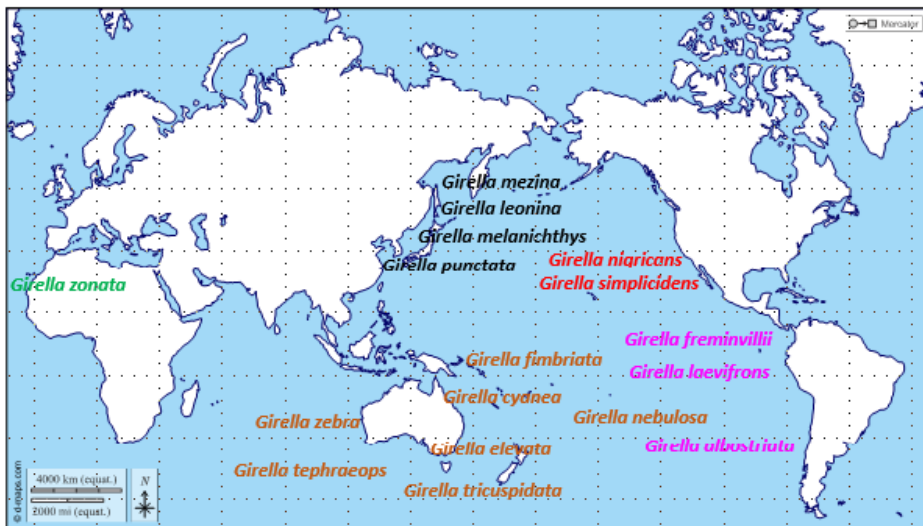 Mercator
Girella mezina
Girella leonina
Girella melanichthys
Girella nigricans
Girella punctata
Girella zonata
Girella simplicidens
Girella freminvillii
Girella fimbriata
Girella laevifrons
Girella cyanea
Girella zebra
Girella nebulosa
Girella elevata
Girella albostriata
Girella tephraeops
Girella tricuspidata
4000 km (equat.)
2000 mi (equat.)
N
© d-maps.com